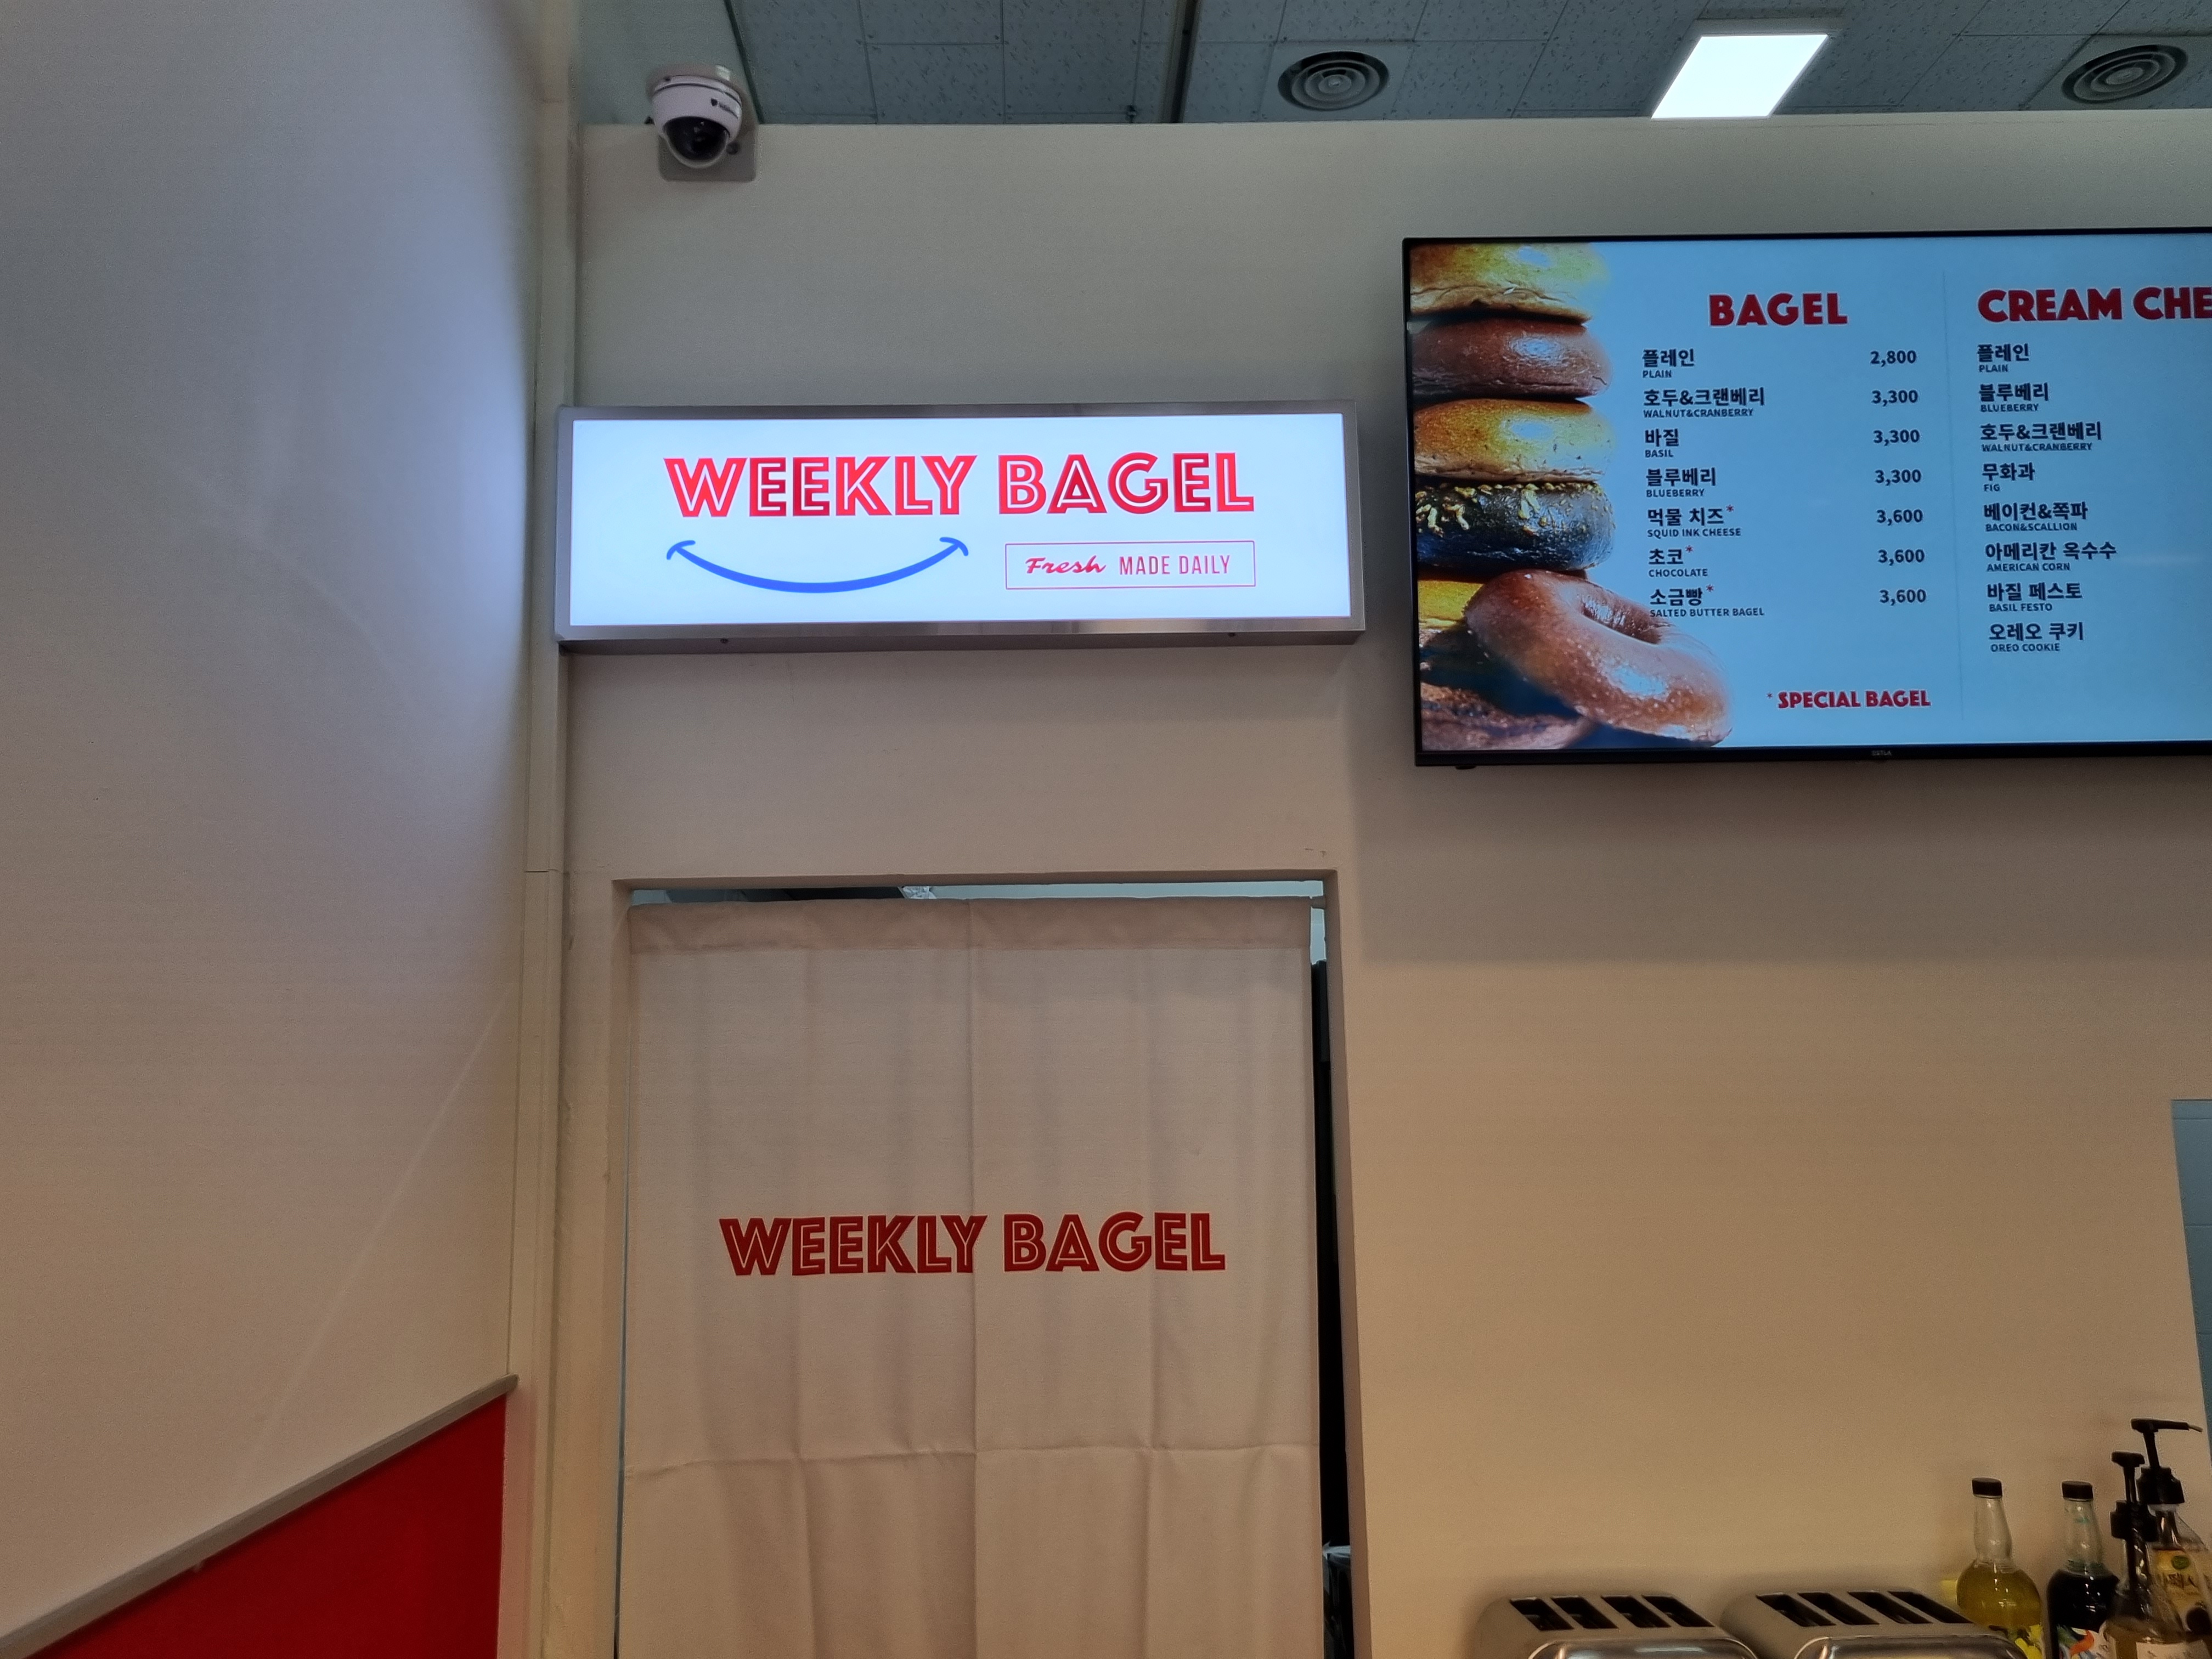 WEEKLY BAGEL
Fresh MADE DAILY
WEEKLY BAGEL
BAGEL
플레인 2,800
PLAIN
호두&크랜베리 3,300
WALNUT&CRANBERRY
바질 3,300
BASIL
블루베리 3,300
BLUEBERRY
먹물 치즈* 3,600
SQUID INK CHEESE
초코* 3,600
CHOCOLATE
소금빵* 3,600
SALTED BUTTER BAGEL
* SPECIAL BAGEL
CREAM CHE
플레인
PLAIN
블루베리
BLUEBERRY
호두&크랜베리
WALNUT&CRANBERRY
무화과
FIG
베이컨&쪽파
BACON&SCALLION
아메리칸 옥수수
AMERICAN CORN
바질 페스토
BASIL FESTO
오레오 쿠키
OREO COOKIE